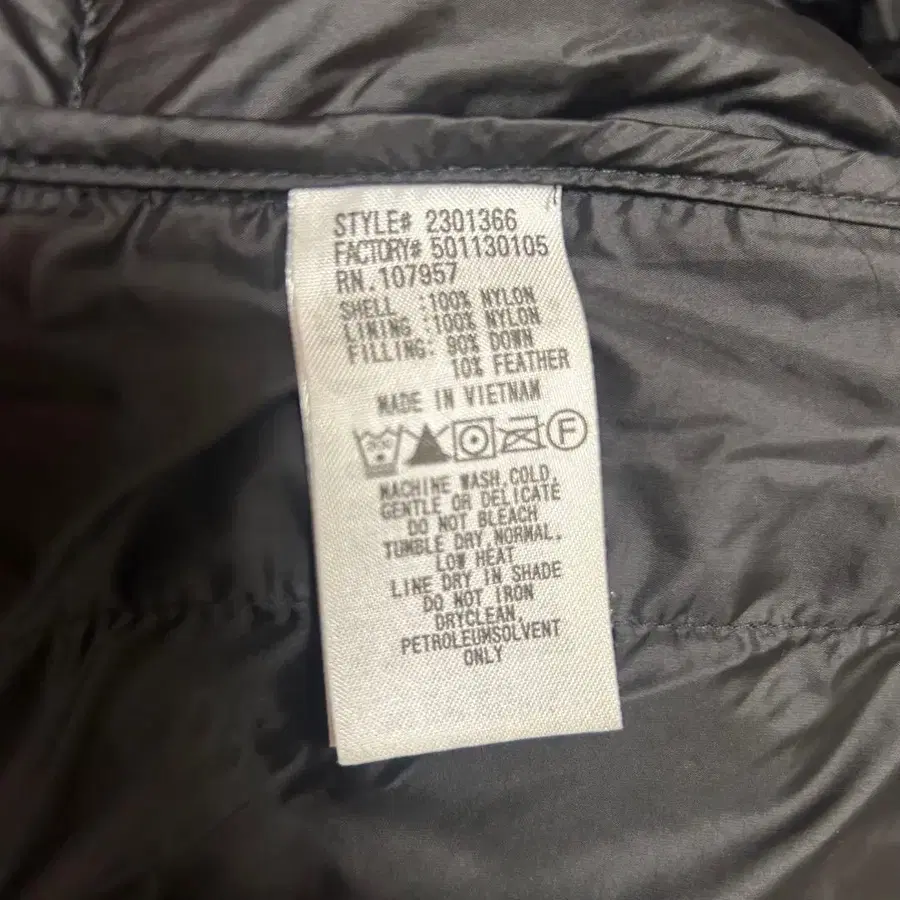 STYLE# 2301366
FACTORY# 501130105
RN.107957
SHELL :100% NYLON
LINING :100% NYLON
FILLING: 90% DOWN
10% FEATHER
MADE IN VIETNAM
F
MACHINE WASH,COLD,
GENTLE OR DELICATE
DO NOT BLEACH
TUMBLE DRY,NORMAL,
LOW HEAT
LINE DRY IN SHADE
DO NOT IRON
DRYCLEAN,
PETROLEUMSOLVENT
ONLY